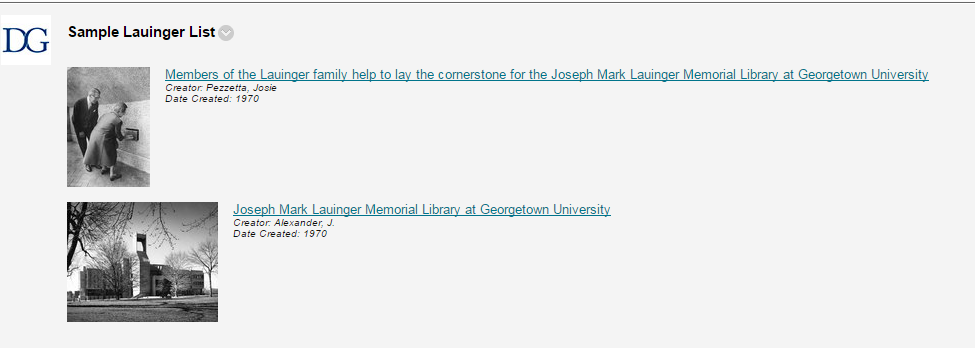 DG
Sample Lauinger List
Members of the Lauinger family help to lay the cornerstone for the Joseph Mark Lauinger Memorial Library at Georgetown University
Creator: Pezzetta, Josie
Date Created: 1970
Joseph Mark Lauinger Memorial Library at Georgetown University
Creator: Alexander, J.
Date Created: 1970